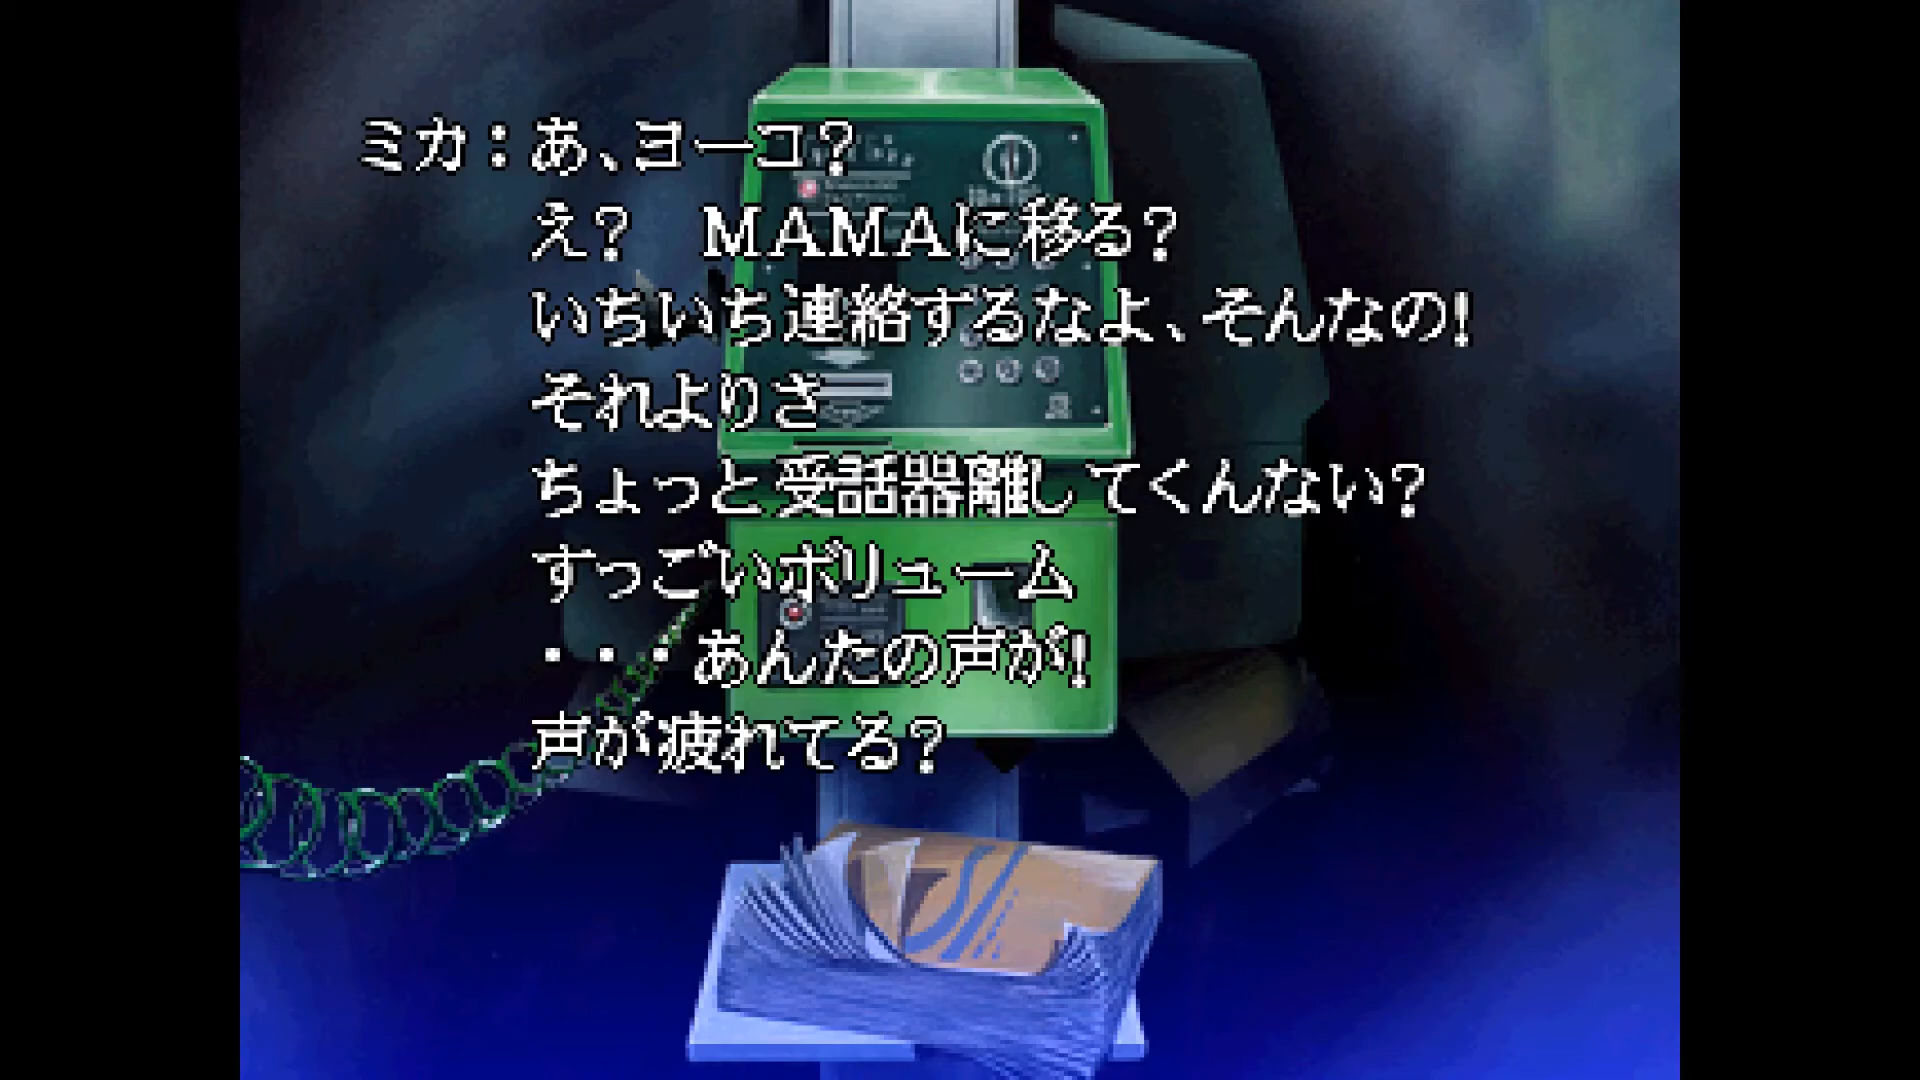 ミカ：あ、ヨーコ？
え？　ＭＡＭＡに移る？
いちいち連絡するなよ、そんなの！
それよりさ
ちょっと受話器離してくんない？
すっごいボリューム
・・・あんたの声が！
声が疲れてる？